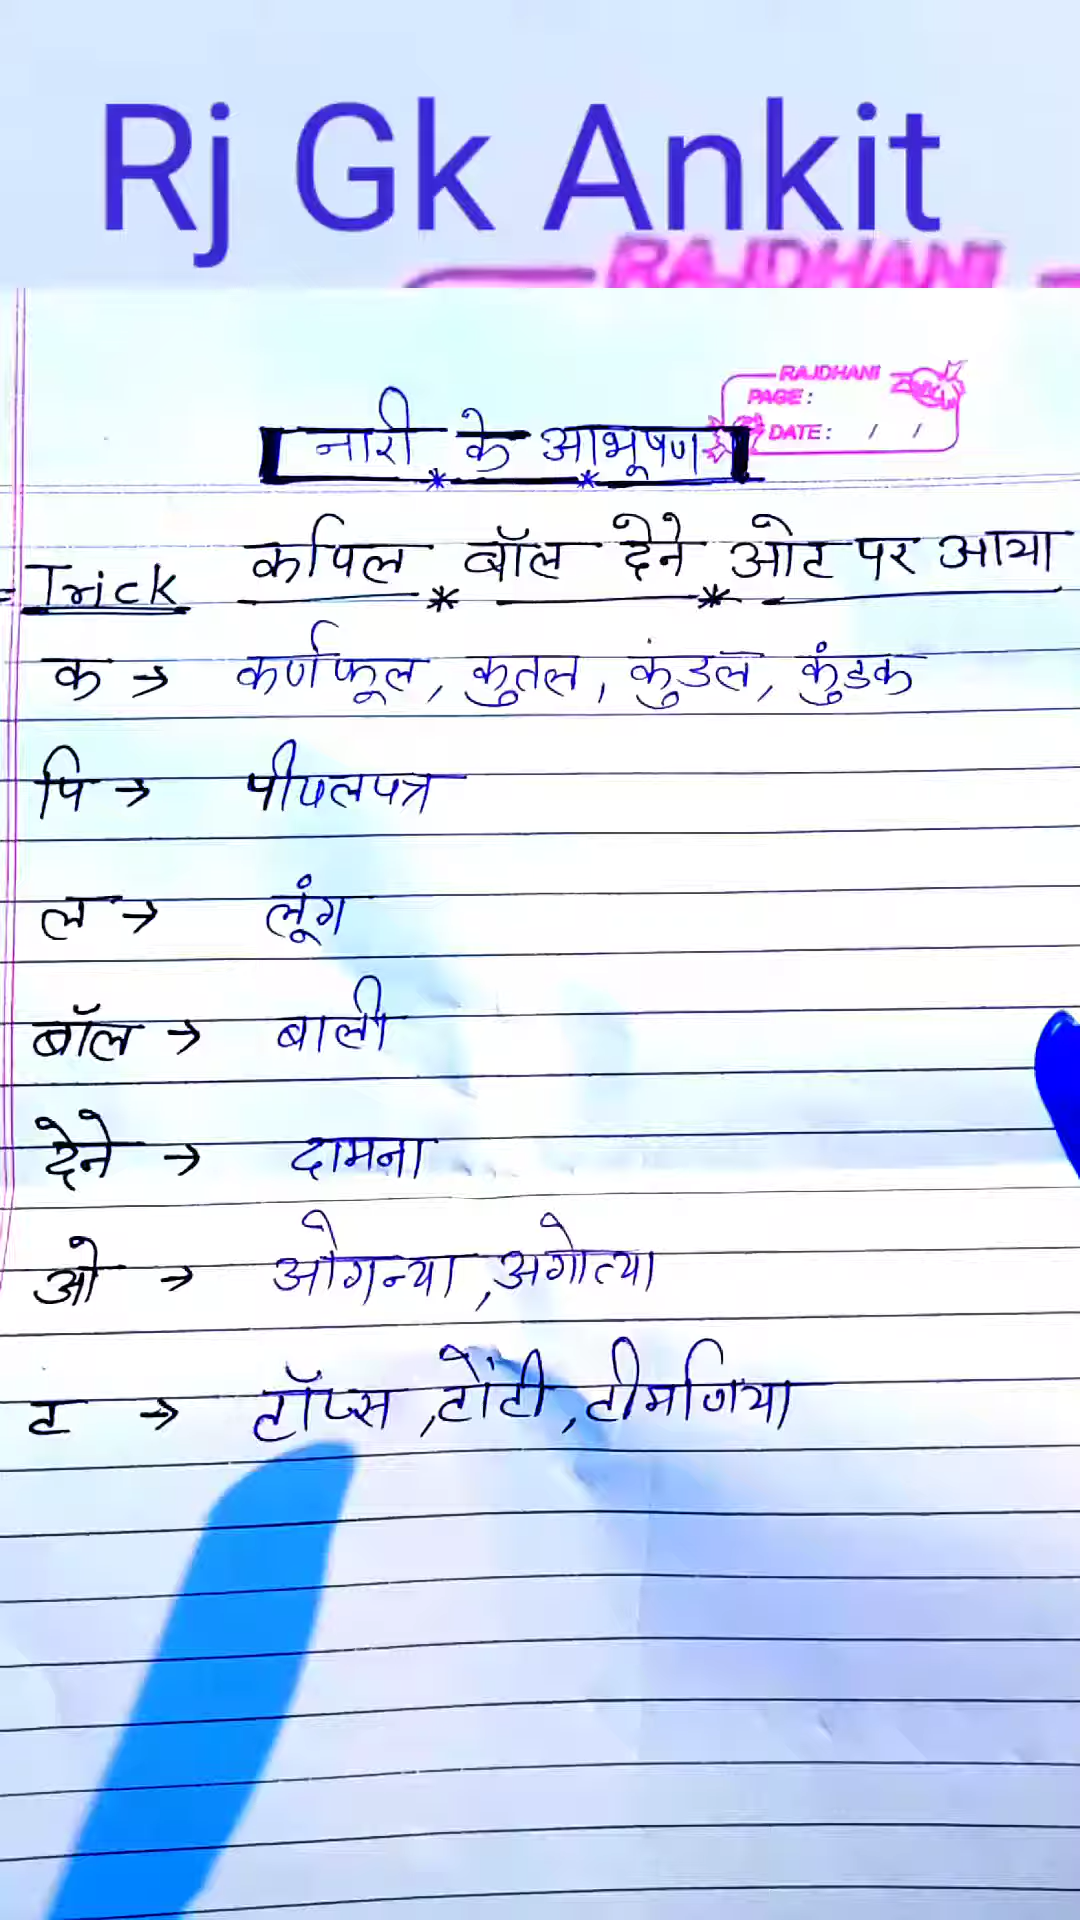 Rj Gk Ankit
RAJDHANI
RAJDHANI
PAGE :
DATE : / /
नारी के आभूषण
Trick कपिल बॉल देने ओट पर आया
क → कर्णफूल, कुतल, कुंडल, कुंडक
पि → पीपलपत्र
ल → लूंग
बॉल → बाली
देने → दामना
ओ → ओगन्या, अगोत्या
ट → टॉप्स, टोंटी, टीमणिया